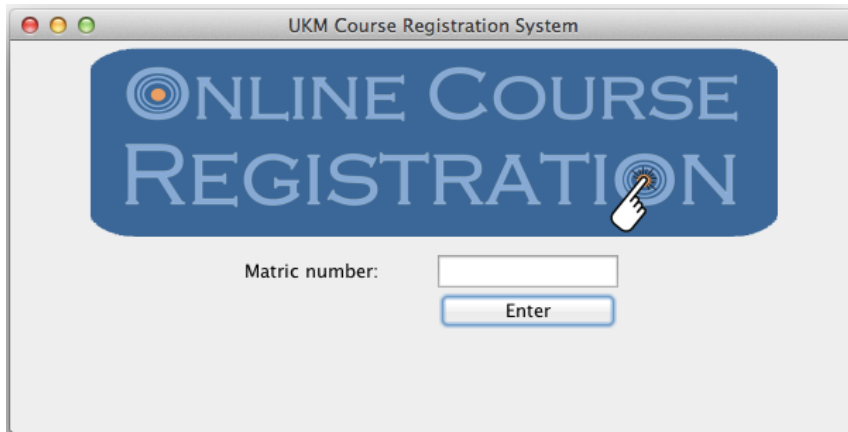 UKM Course Registration System
ONLINE COURSE
REGISTRATION
Matric number:
Enter